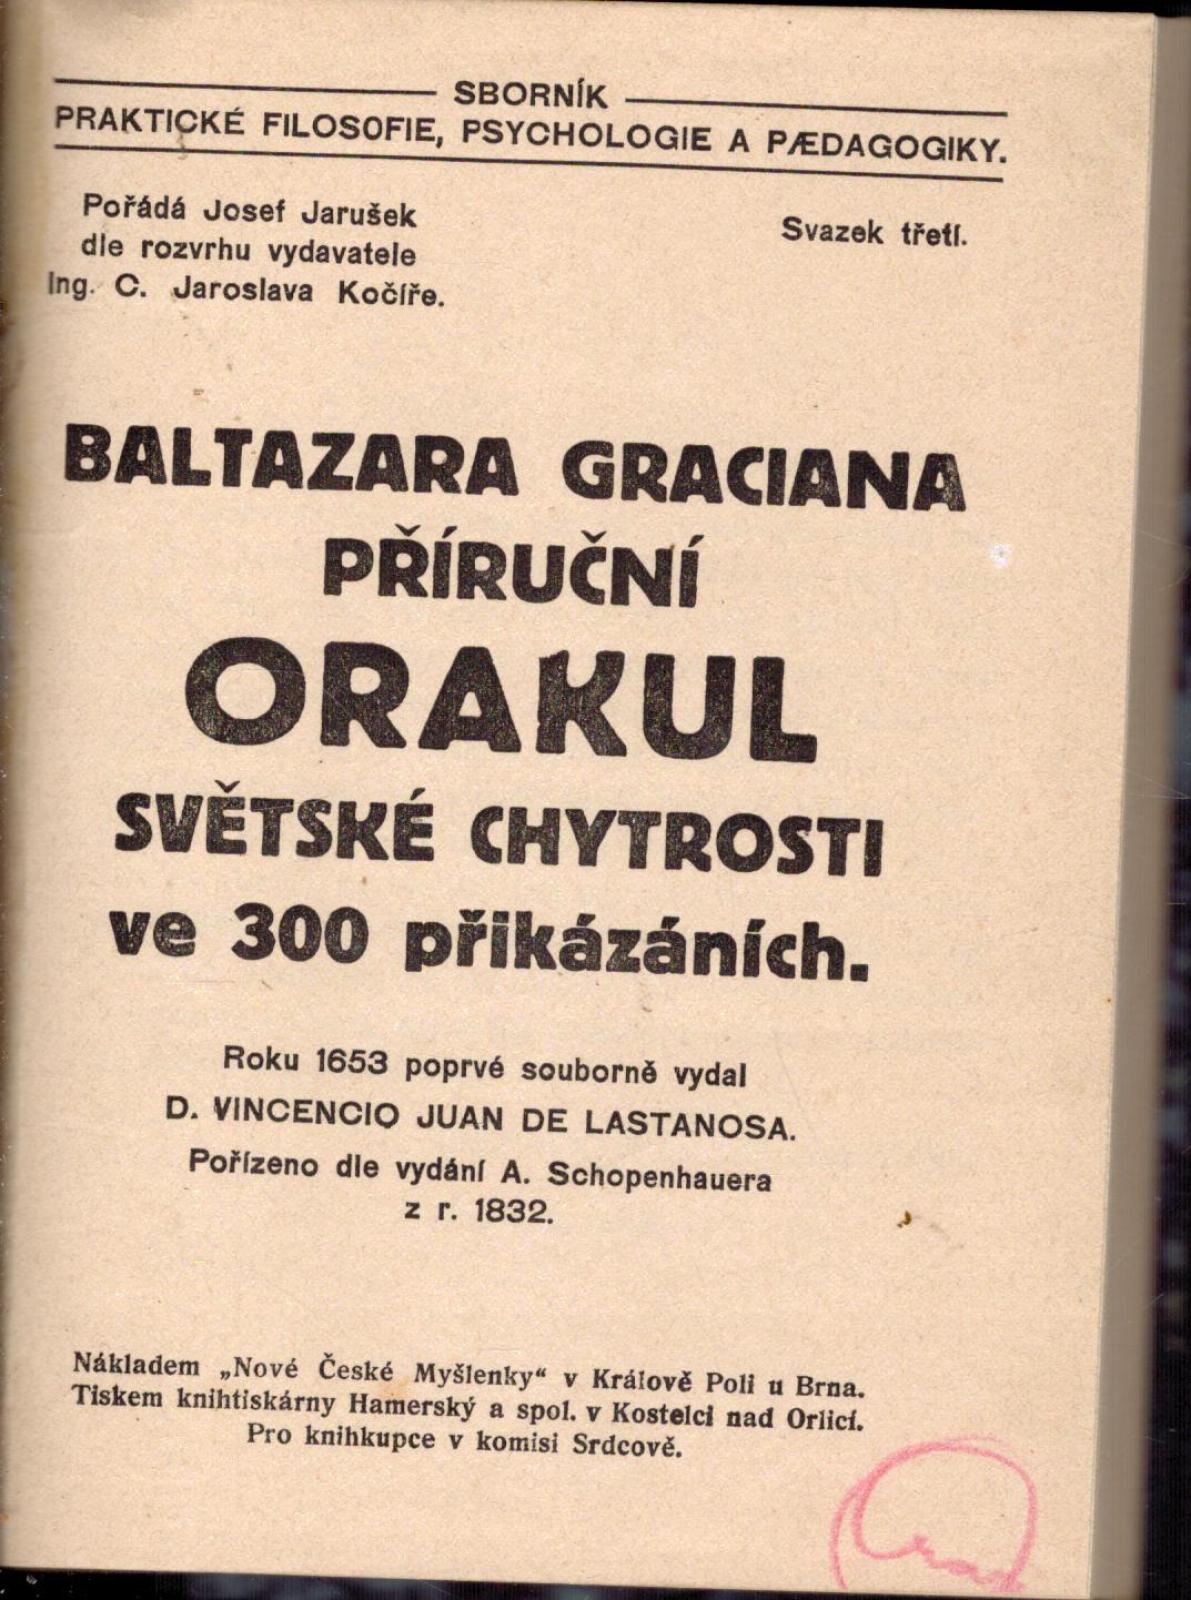 SBORNÍK
PRAKTICKÉ FILOSOFIE, PSYCHOLOGIE A PÆDAGOGIKY.
Pořádá Josef Jarušek
dle rozvrhu vydavatele
Ing. C. Jaroslava Kočíře.
Svazek třetí.
BALTAZARA GRACIANA
PŘÍRUČNÍ
ORAKUL
SVĚTSKÉ CHYTROSTI
ve 300 přikázáních.
Roku 1653 poprvé souborně vydal
D. VINCENCIO JUAN DE LASTANOSA.
Pořízeno dle vydání A. Schopenhauera
z r. 1832.
Nákladem „Nové České Myšlenky“ v Králově Poli u Brna.
Tiskem knihtiskárny Hamerský a spol. v Kostelci nad Orlicí.
Pro knihkupce v komisi Srdcově.